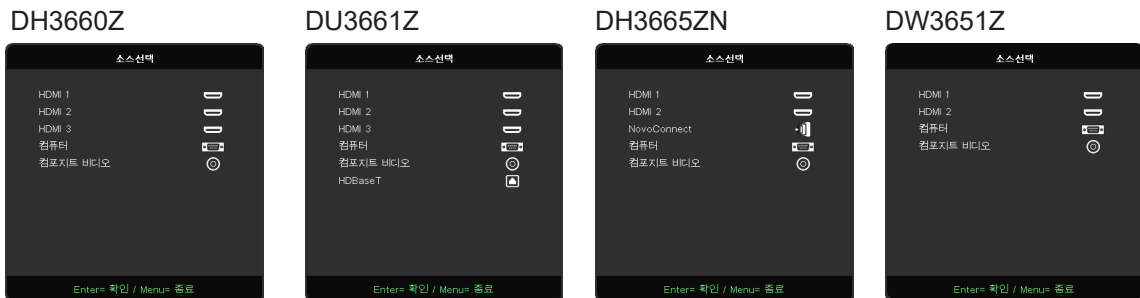 DH3660Z
소스선택
HDMI 1
HDMI 2
HDMI 3
컴퓨터
컴포지트 비디오
Enter= 확인 / Menu= 종료
DU3661Z
소스선택
HDMI 1
HDMI 2
HDMI 3
컴퓨터
컴포지트 비디오
HDBaseT
Enter= 확인 / Menu= 종료
DH3665ZN
소스선택
HDMI 1
HDMI 2
NovoConnect
컴퓨터
컴포지트 비디오
Enter= 확인 / Menu= 종료
DW3651Z
소스선택
HDMI 1
HDMI 2
컴퓨터
컴포지트 비디오
Enter= 확인 / Menu= 종료